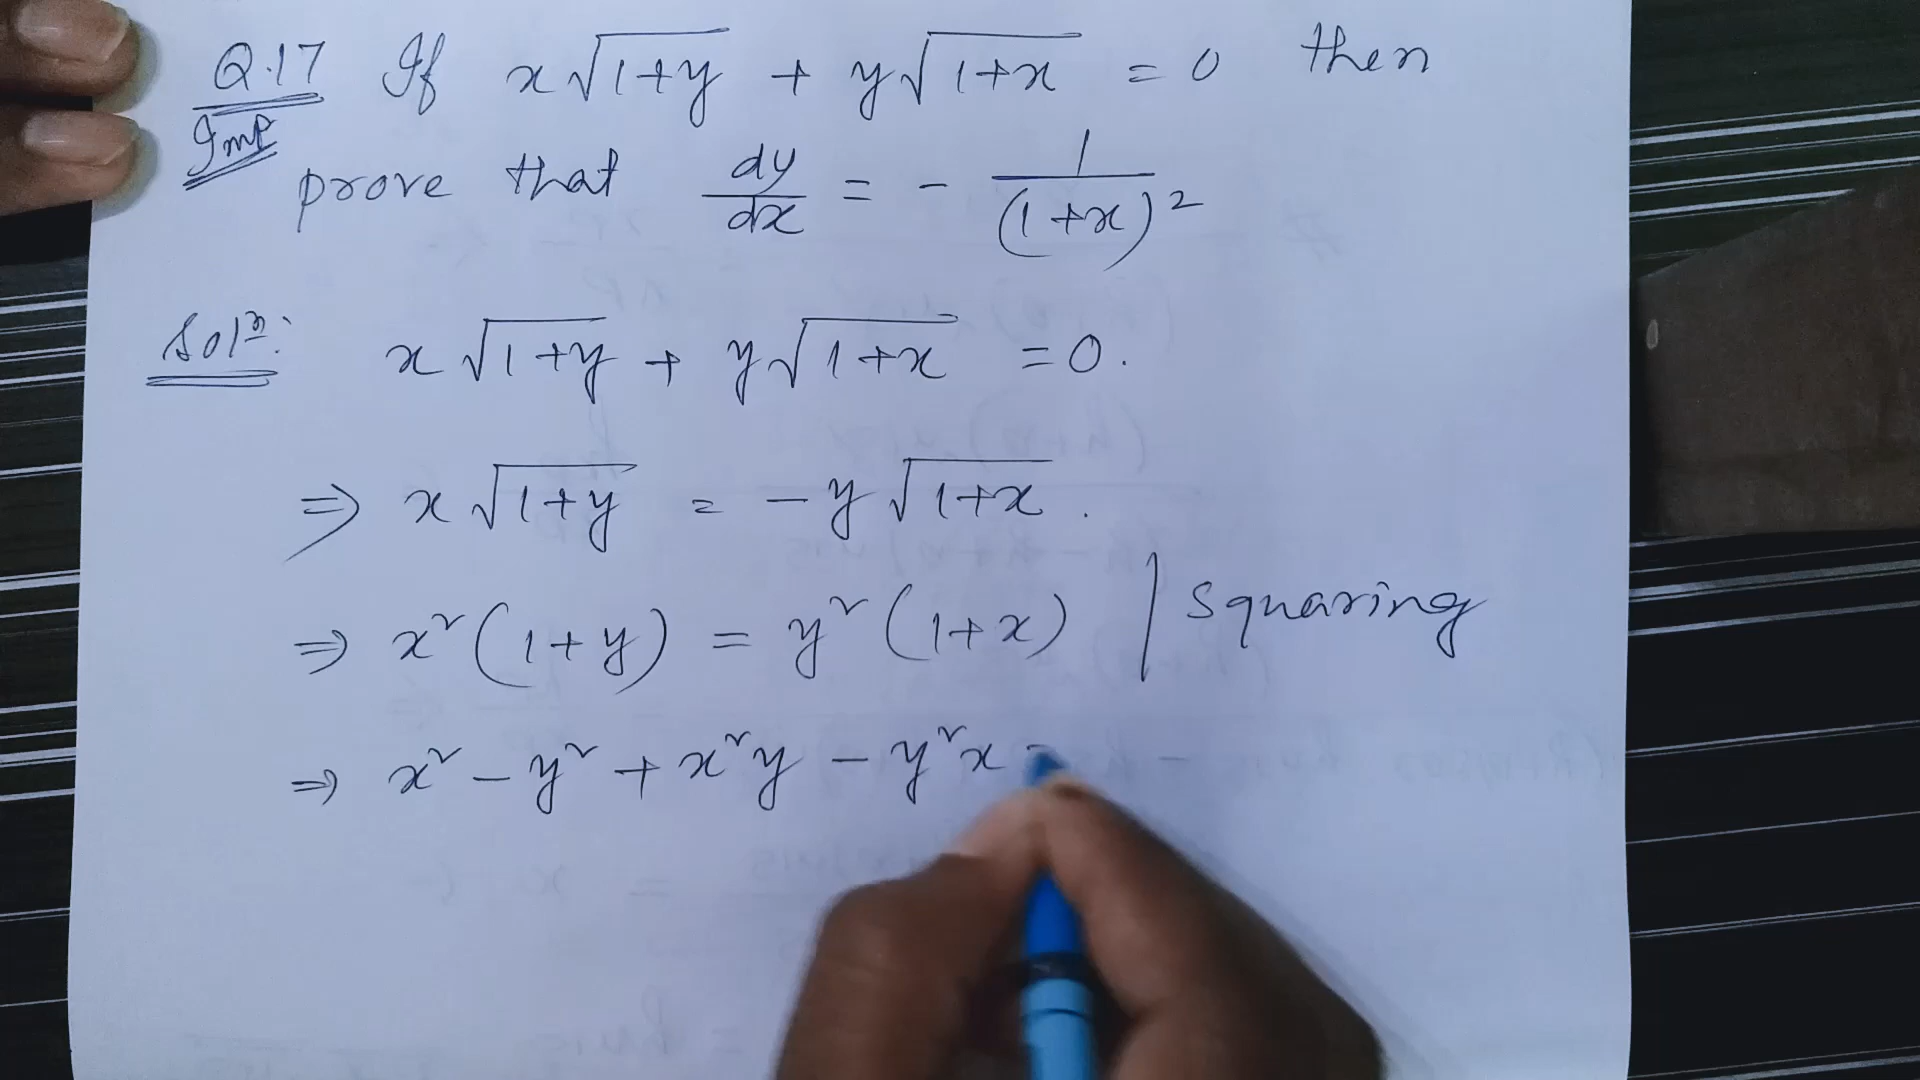 Q.17 If x√(1+y) + y√(1+x) = 0 then
Imp
prove that dy/dx = - 1/(1+x)²
Solⁿ: x√(1+y) + y√(1+x) = 0.
⇒ x√(1+y) = -y√(1+x).
⇒ x²(1+y) = y²(1+x) | Squaring
⇒ x² - y² + x²y - y²x =